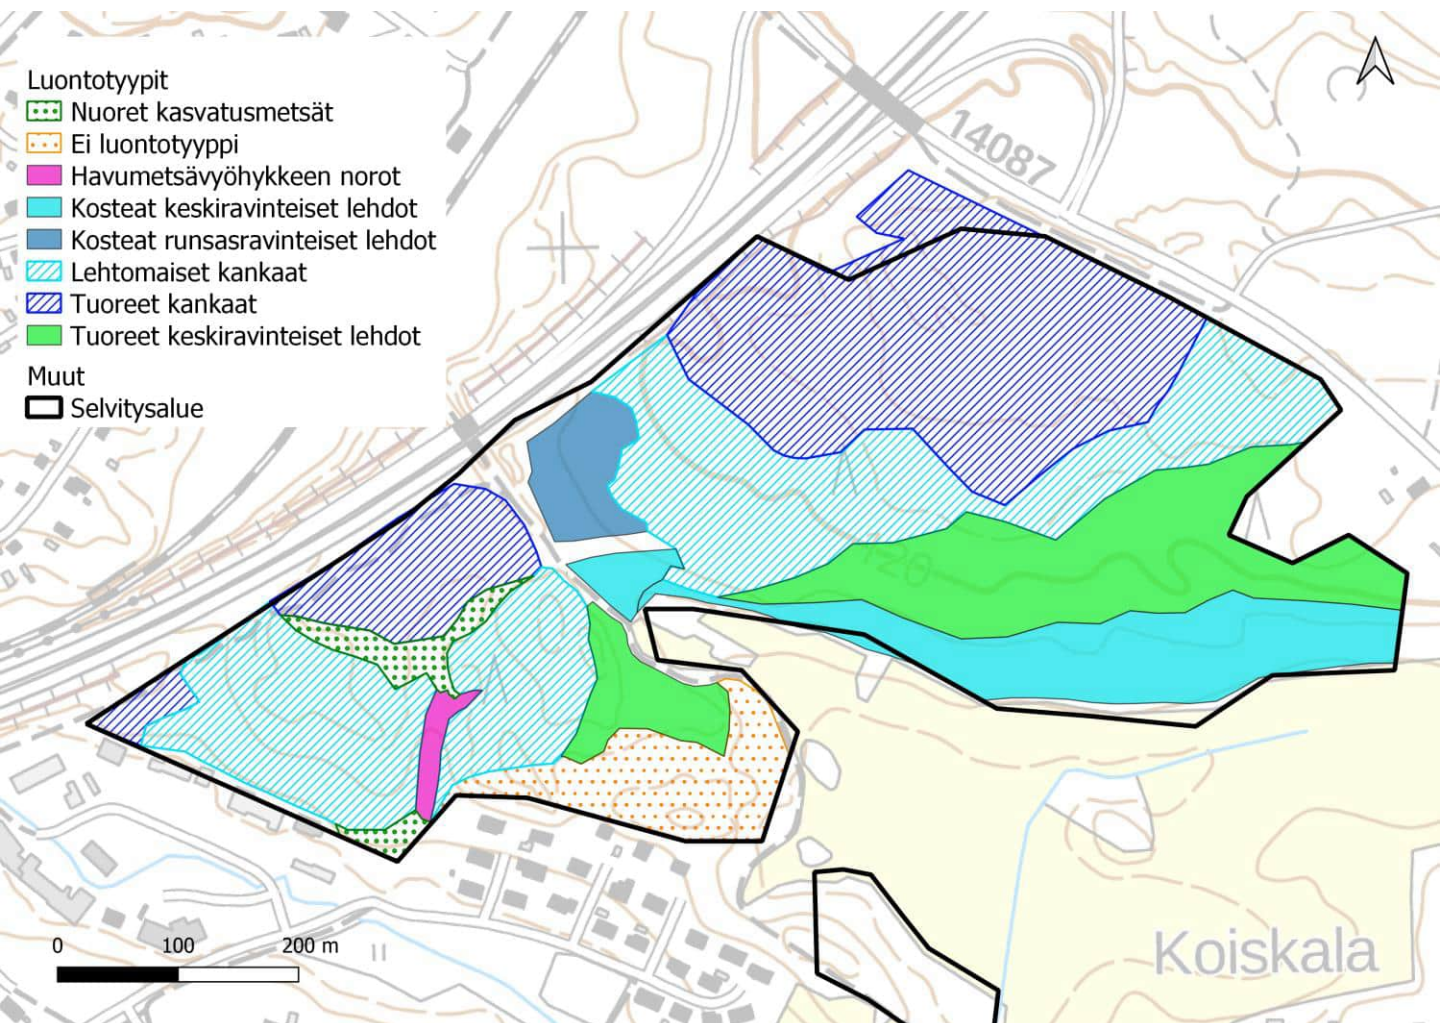 Luontotyypit
Nuoret kasvatusmetsät
Ei luontotyyppi
Havumetsävyöhykkeen norot
Kosteat keskiravinteiset lehdot
Kosteat runsasravinteiset lehdot
Lehtomaiset kankaat
Tuoreet kankaat
Tuoreet keskiravinteiset lehdot
Muut
Selvitysalue
14087
120
Koiskala
0 100 200 m